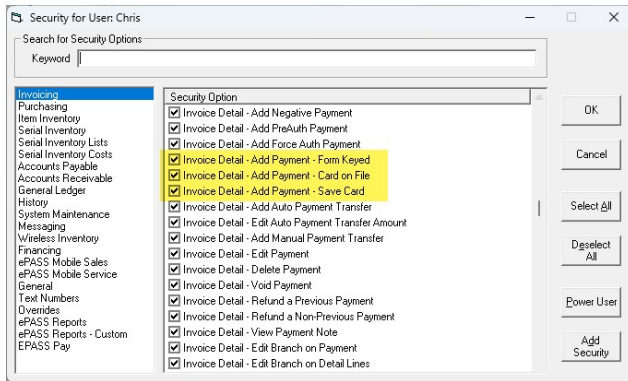 Security for User: Chris
Search for Security Options
Keyword
Invoicing
Purchasing
Item Inventory
Serial Inventory
Serial Inventory Lists
Serial Inventory Costs
Accounts Payable
Accounts Receivable
General Ledger
History
System Maintenance
Messaging
Wireless Inventory
Financing
ePASS Mobile Sales
ePASS Mobile Service
General
Text Numbers
Overrides
ePASS Reports
ePASS Reports - Custom
EPASS Pay
Security Option
Invoice Detail - Add Negative Payment
Invoice Detail - Add PreAuth Payment
Invoice Detail - Add Force Auth Payment
Invoice Detail - Add Payment - Form Keyed
Invoice Detail - Add Payment - Card on File
Invoice Detail - Add Payment - Save Card
Invoice Detail - Add Auto Payment Transfer
Invoice Detail - Edit Auto Payment Transfer Amount
Invoice Detail - Add Manual Payment Transfer
Invoice Detail - Edit Payment
Invoice Detail - Delete Payment
Invoice Detail - Void Payment
Invoice Detail - Refund a Previous Payment
Invoice Detail - Refund a Non-Previous Payment
Invoice Detail - View Payment Note
Invoice Detail - Edit Branch on Payment
Invoice Detail - Edit Branch on Detail Lines
OK
Cancel
Select All
Deselect
All
Power User
Add
Security